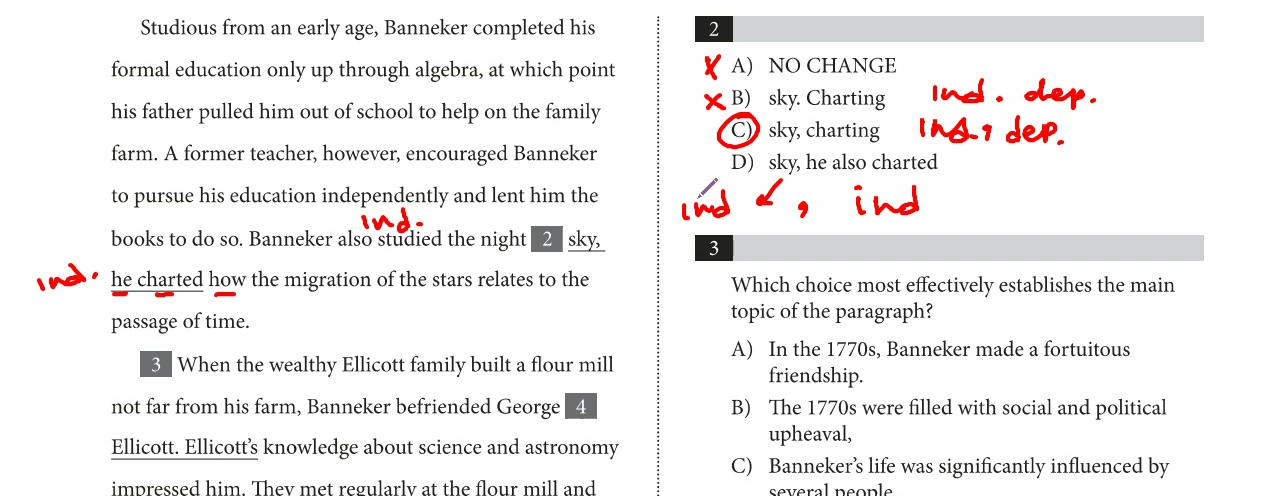 Studious from an early age, Banneker completed his
formal education only up through algebra, at which point
his father pulled him out of school to help on the family
farm. A former teacher, however, encouraged Banneker
to pursue his education independently and lent him the
ind.
books to do so. Banneker also studied the night 2 sky,
ind. he charted how the migration of the stars relates to the
passage of time.
3 When the wealthy Ellicott family built a flour mill
not far from his farm, Banneker befriended George 4
Ellicott. Ellicott's knowledge about science and astronomy
impressed him. They met regularly at the flour mill and
2
x A) NO CHANGE
x B) sky. Charting ind. dep.
C) sky, charting ind, dep.
D) sky, he also charted
ind , ind
3
Which choice most effectively establishes the main
topic of the paragraph?
A) In the 1770s, Banneker made a fortuitous
friendship.
B) The 1770s were filled with social and political
upheaval,
C) Banneker's life was significantly influenced by
several people.